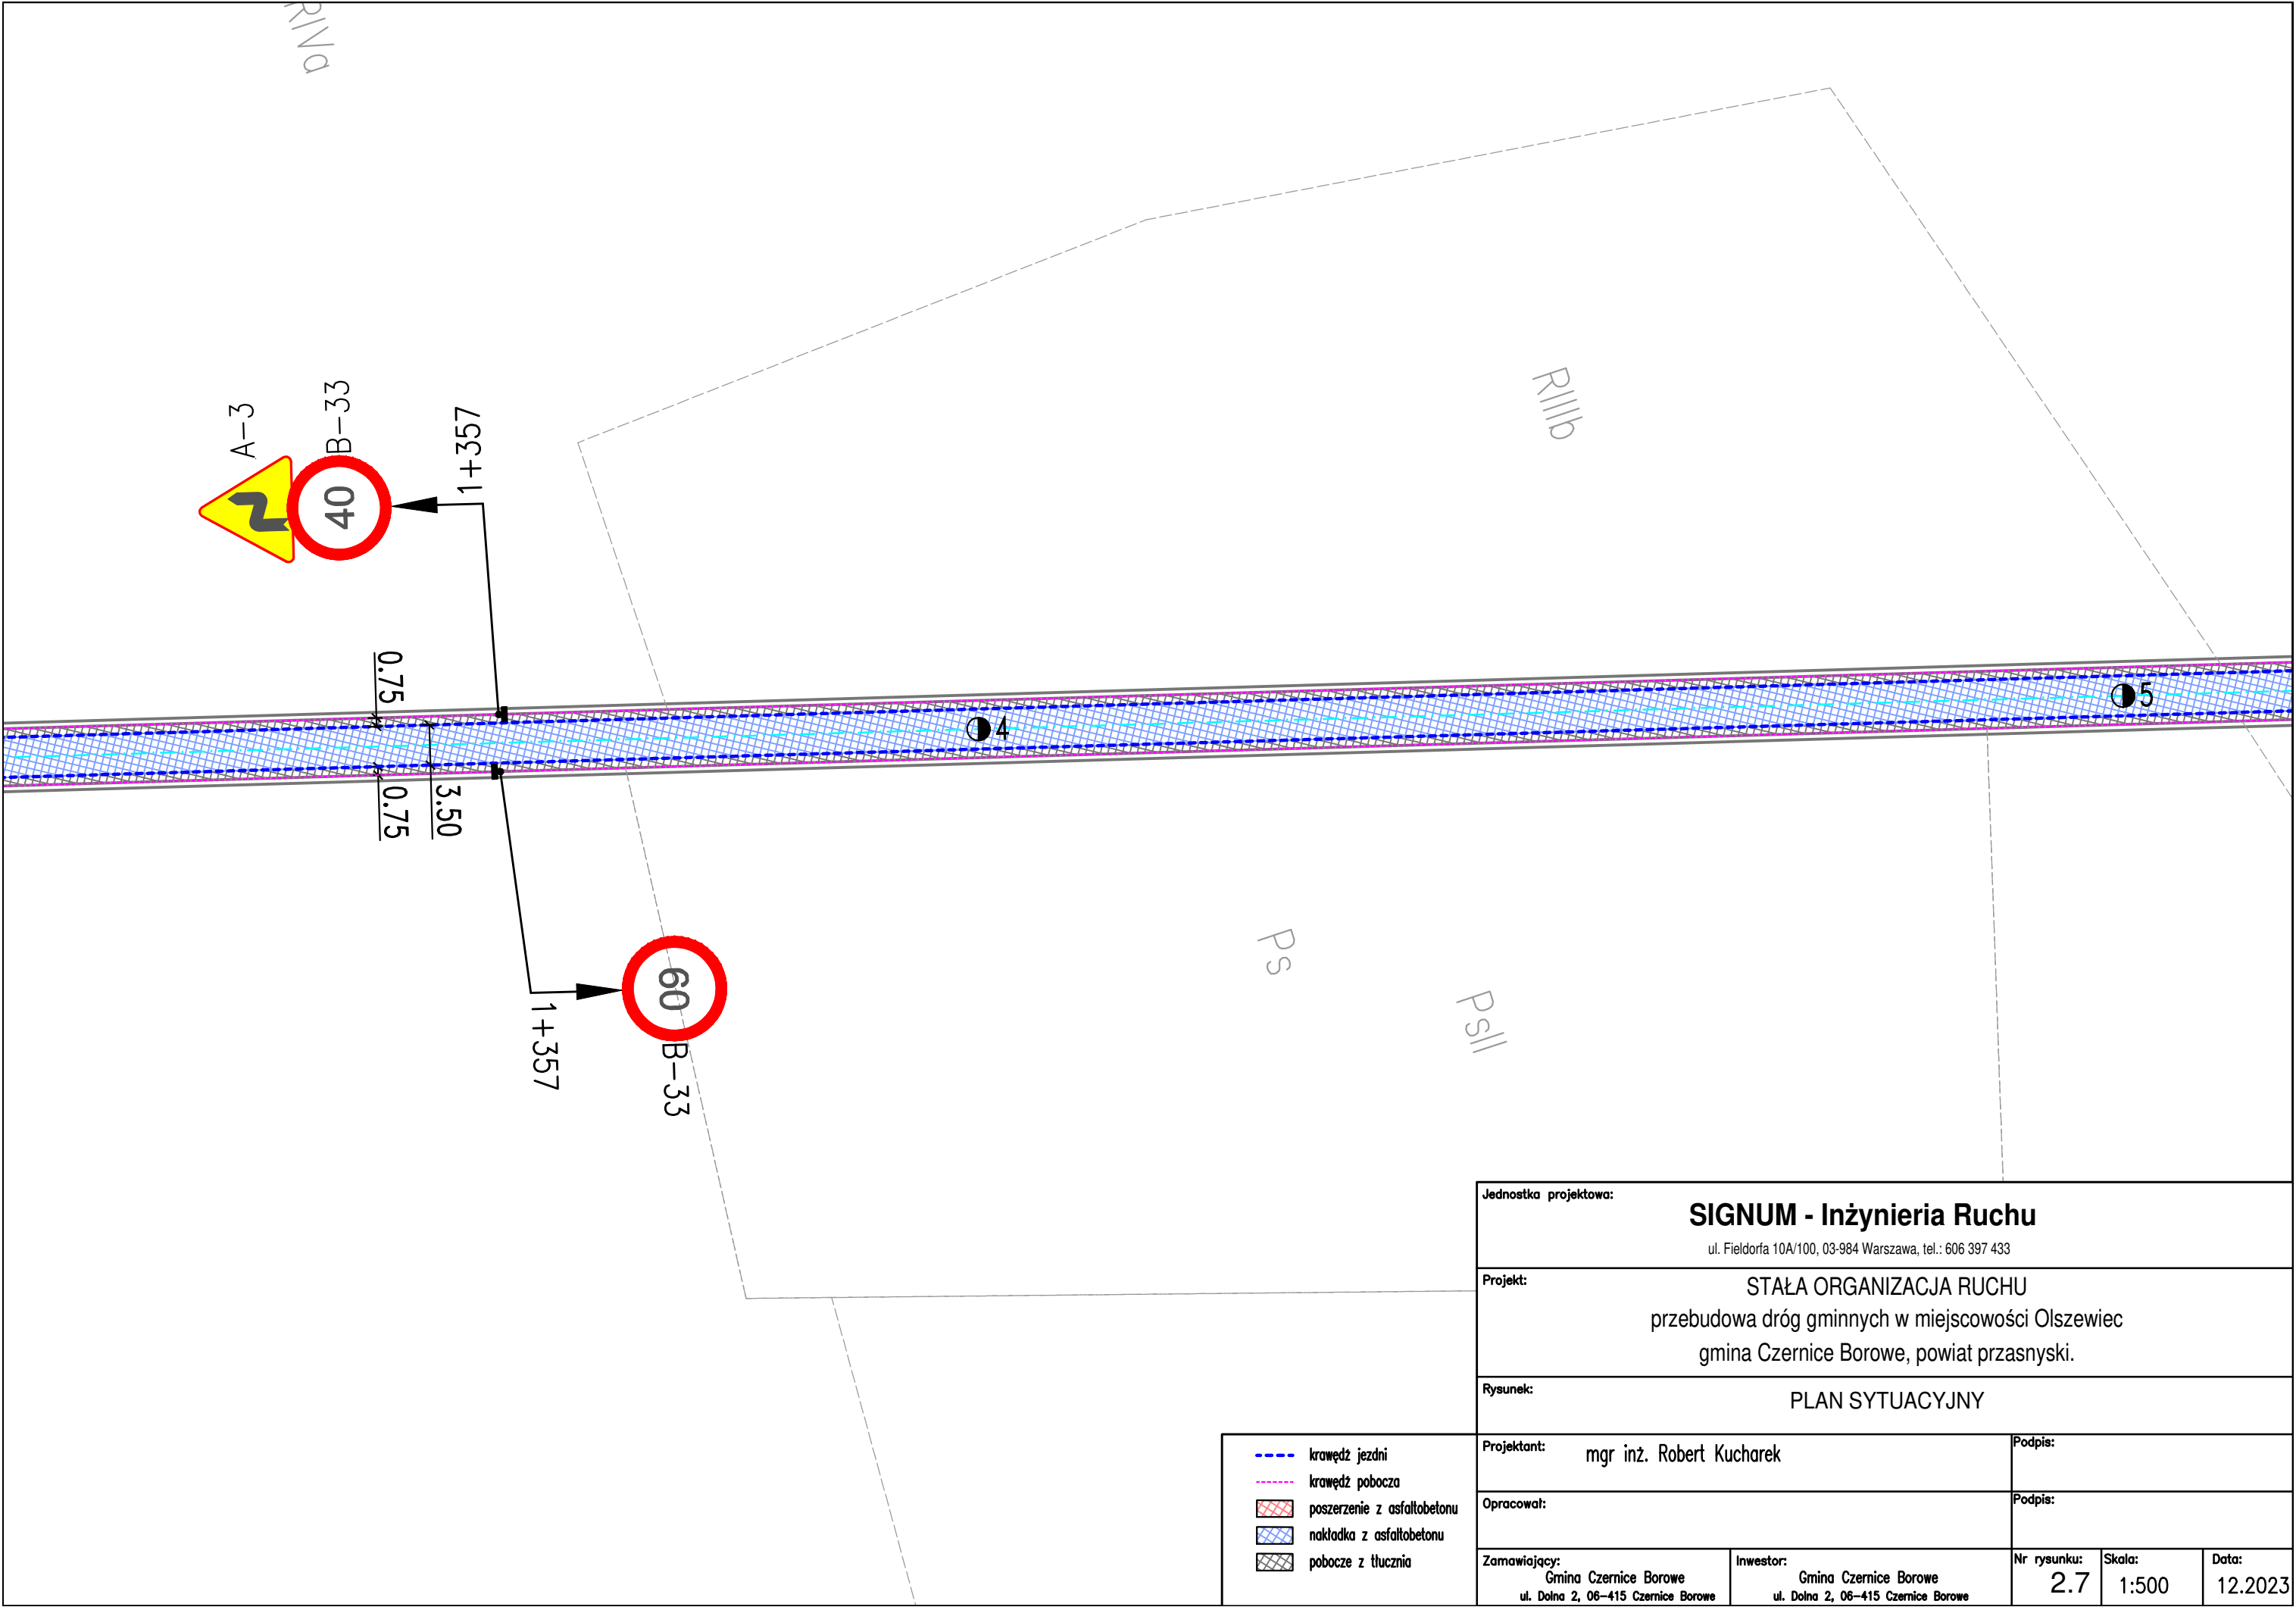 RIVa
A-3
B-33
1+357
40
RIIIb
0.75
3.50
0.75
4
5
60
B-33
1+357
Ps
PsII
Jednostka projektowa:
SIGNUM - Inżynieria Ruchu
ul. Fieldorfa 10A/100, 03-984 Warszawa, tel.: 606 397 433
Projekt:
STAŁA ORGANIZACJA RUCHU
przebudowa dróg gminnych w miejscowości Olszewiec
gmina Czernice Borowe, powiat przasnyski.
Rysunek:
PLAN SYTUACYJNY
Projektant:
mgr inż. Robert Kucharek
Podpis:
Opracował:
Podpis:
Zamawiający:
Gmina Czernice Borowe
ul. Dolna 2, 06-415 Czernice Borowe
Inwestor:
Gmina Czernice Borowe
ul. Dolna 2, 06-415 Czernice Borowe
Nr rysunku:
2.7
Skala:
1:500
Data:
12.2023
krawędź jezdni
krawędź pobocza
poszerzenie z asfaltobetonu
nakładka z asfaltobetonu
pobocze z tłucznia